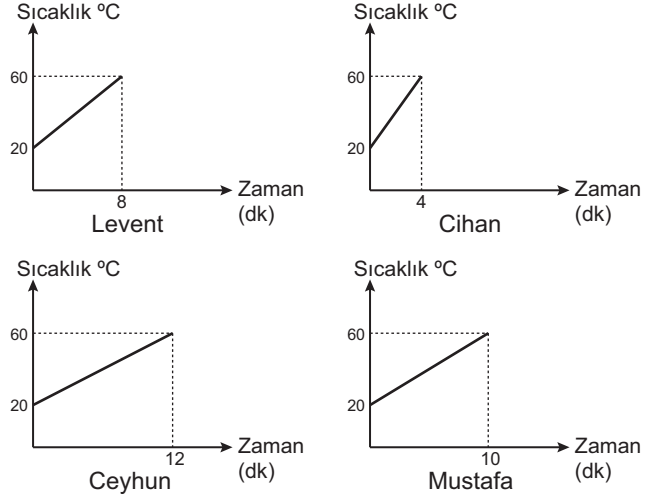 Sıcaklık ºC
60
20
8
Zaman
(dk)
Levent
Sıcaklık ºC
60
20
4
Zaman
(dk)
Cihan
Sıcaklık ºC
60
20
12
Zaman
(dk)
Ceyhun
Sıcaklık ºC
60
20
10
Zaman
(dk)
Mustafa